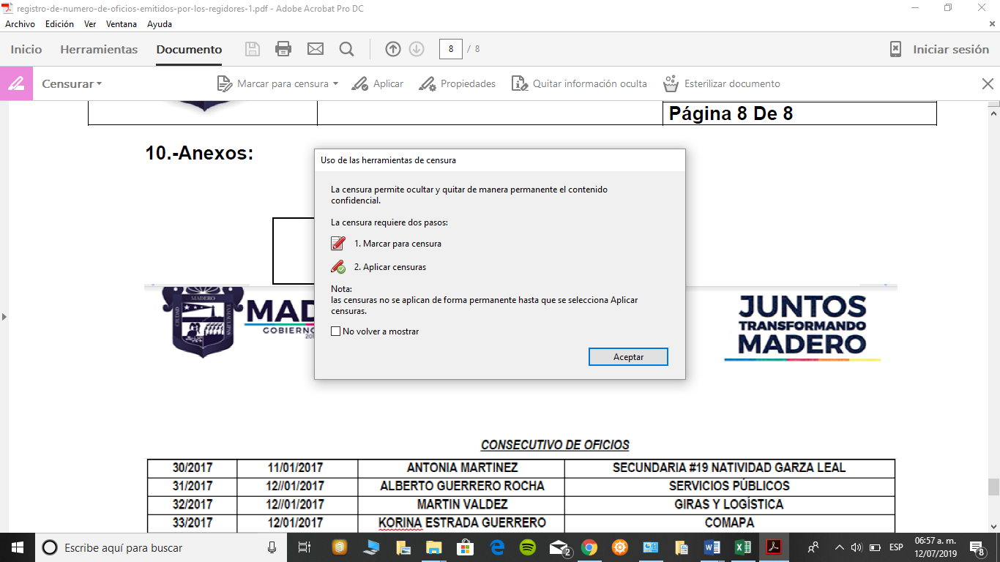 registro-de-numero-de-oficios-emitidos-por-los-regidores-1.pdf - Adobe Acrobat Pro DC
Archivo Edición Ver Ventana Ayuda
Inicio Herramientas Documento 8 / 8 Iniciar sesión
Censurar Marcar para censura Aplicar Propiedades Quitar información oculta Esterilizar documento
Página 8 De 8
10.-Anexos:
Uso de las herramientas de censura
La censura permite ocultar y quitar de manera permanente el contenido
confidencial.
La censura requiere dos pasos:
1. Marcar para censura
2. Aplicar censuras
Nota:
las censuras no se aplican de forma permanente hasta que se selecciona Aplicar
censuras.
No volver a mostrar
Aceptar
CIUDAD MADERO TAMAULIPAS
MAD
GOBIERNO
JUNTOS
TRANSFORMANDO
MADERO
CONSECUTIVO DE OFICIOS
30/2017 11/01/2017 ANTONIA MARTINEZ SECUNDARIA #19 NATIVIDAD GARZA LEAL
31/2017 12//01/2017 ALBERTO GUERRERO ROCHA SERVICIOS PÚBLICOS
32/2017 12//01/2017 MARTIN VALDEZ GIRAS Y LOGÍSTICA
33/2017 12/01/2017 KORINA ESTRADA GUERRERO COMAPA
Escribe aquí para buscar 2 ESP 06:57 a. m.
12/07/2019 8